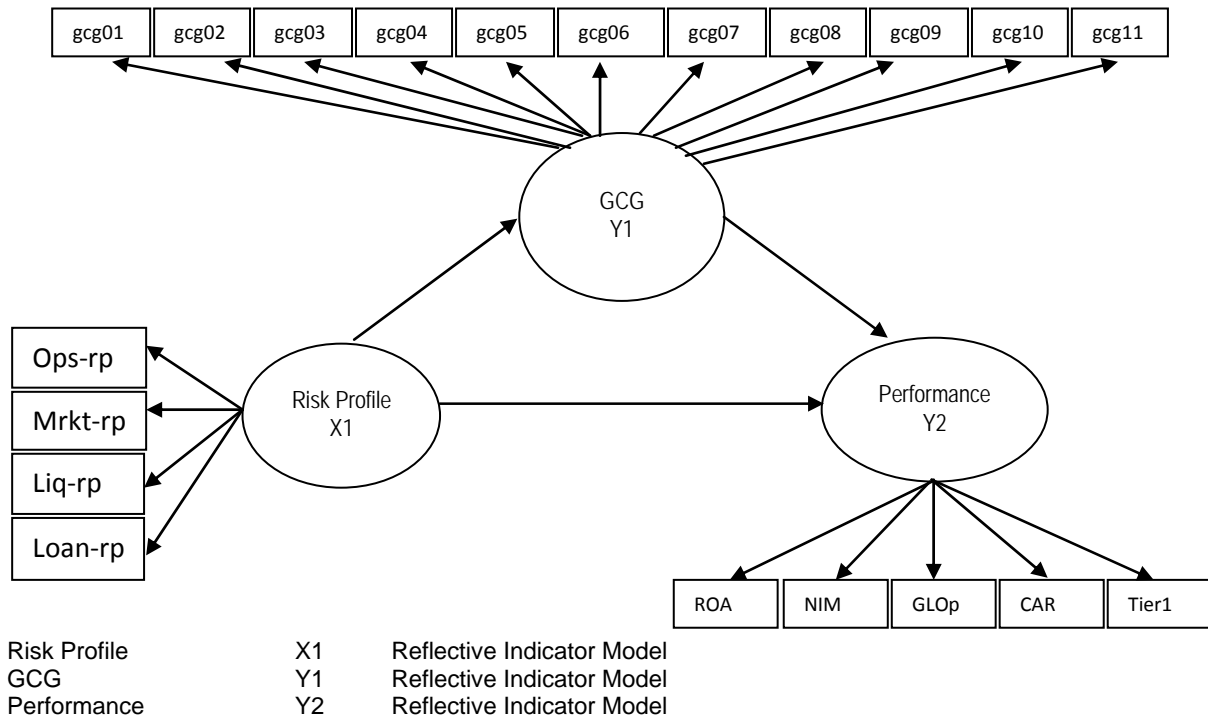 gcg01 gcg02 gcg03 gcg04 gcg05 gcg06 gcg07 gcg08 gcg09 gcg10 gcg11
GCG
Y1
Ops-rp
Mrkt-rp
Liq-rp
Loan-rp
Risk Profile
X1
Performance
Y2
ROA NIM GLOp CAR Tier1
Risk Profile X1 Reflective Indicator Model
GCG Y1 Reflective Indicator Model
Performance Y2 Reflective Indicator Model